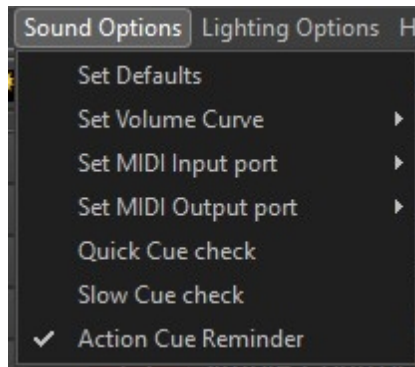 Sound Options Lighting Options H
Set Defaults
Set Volume Curve
Set MIDI Input port
Set MIDI Output port
Quick Cue check
Slow Cue check
Action Cue Reminder